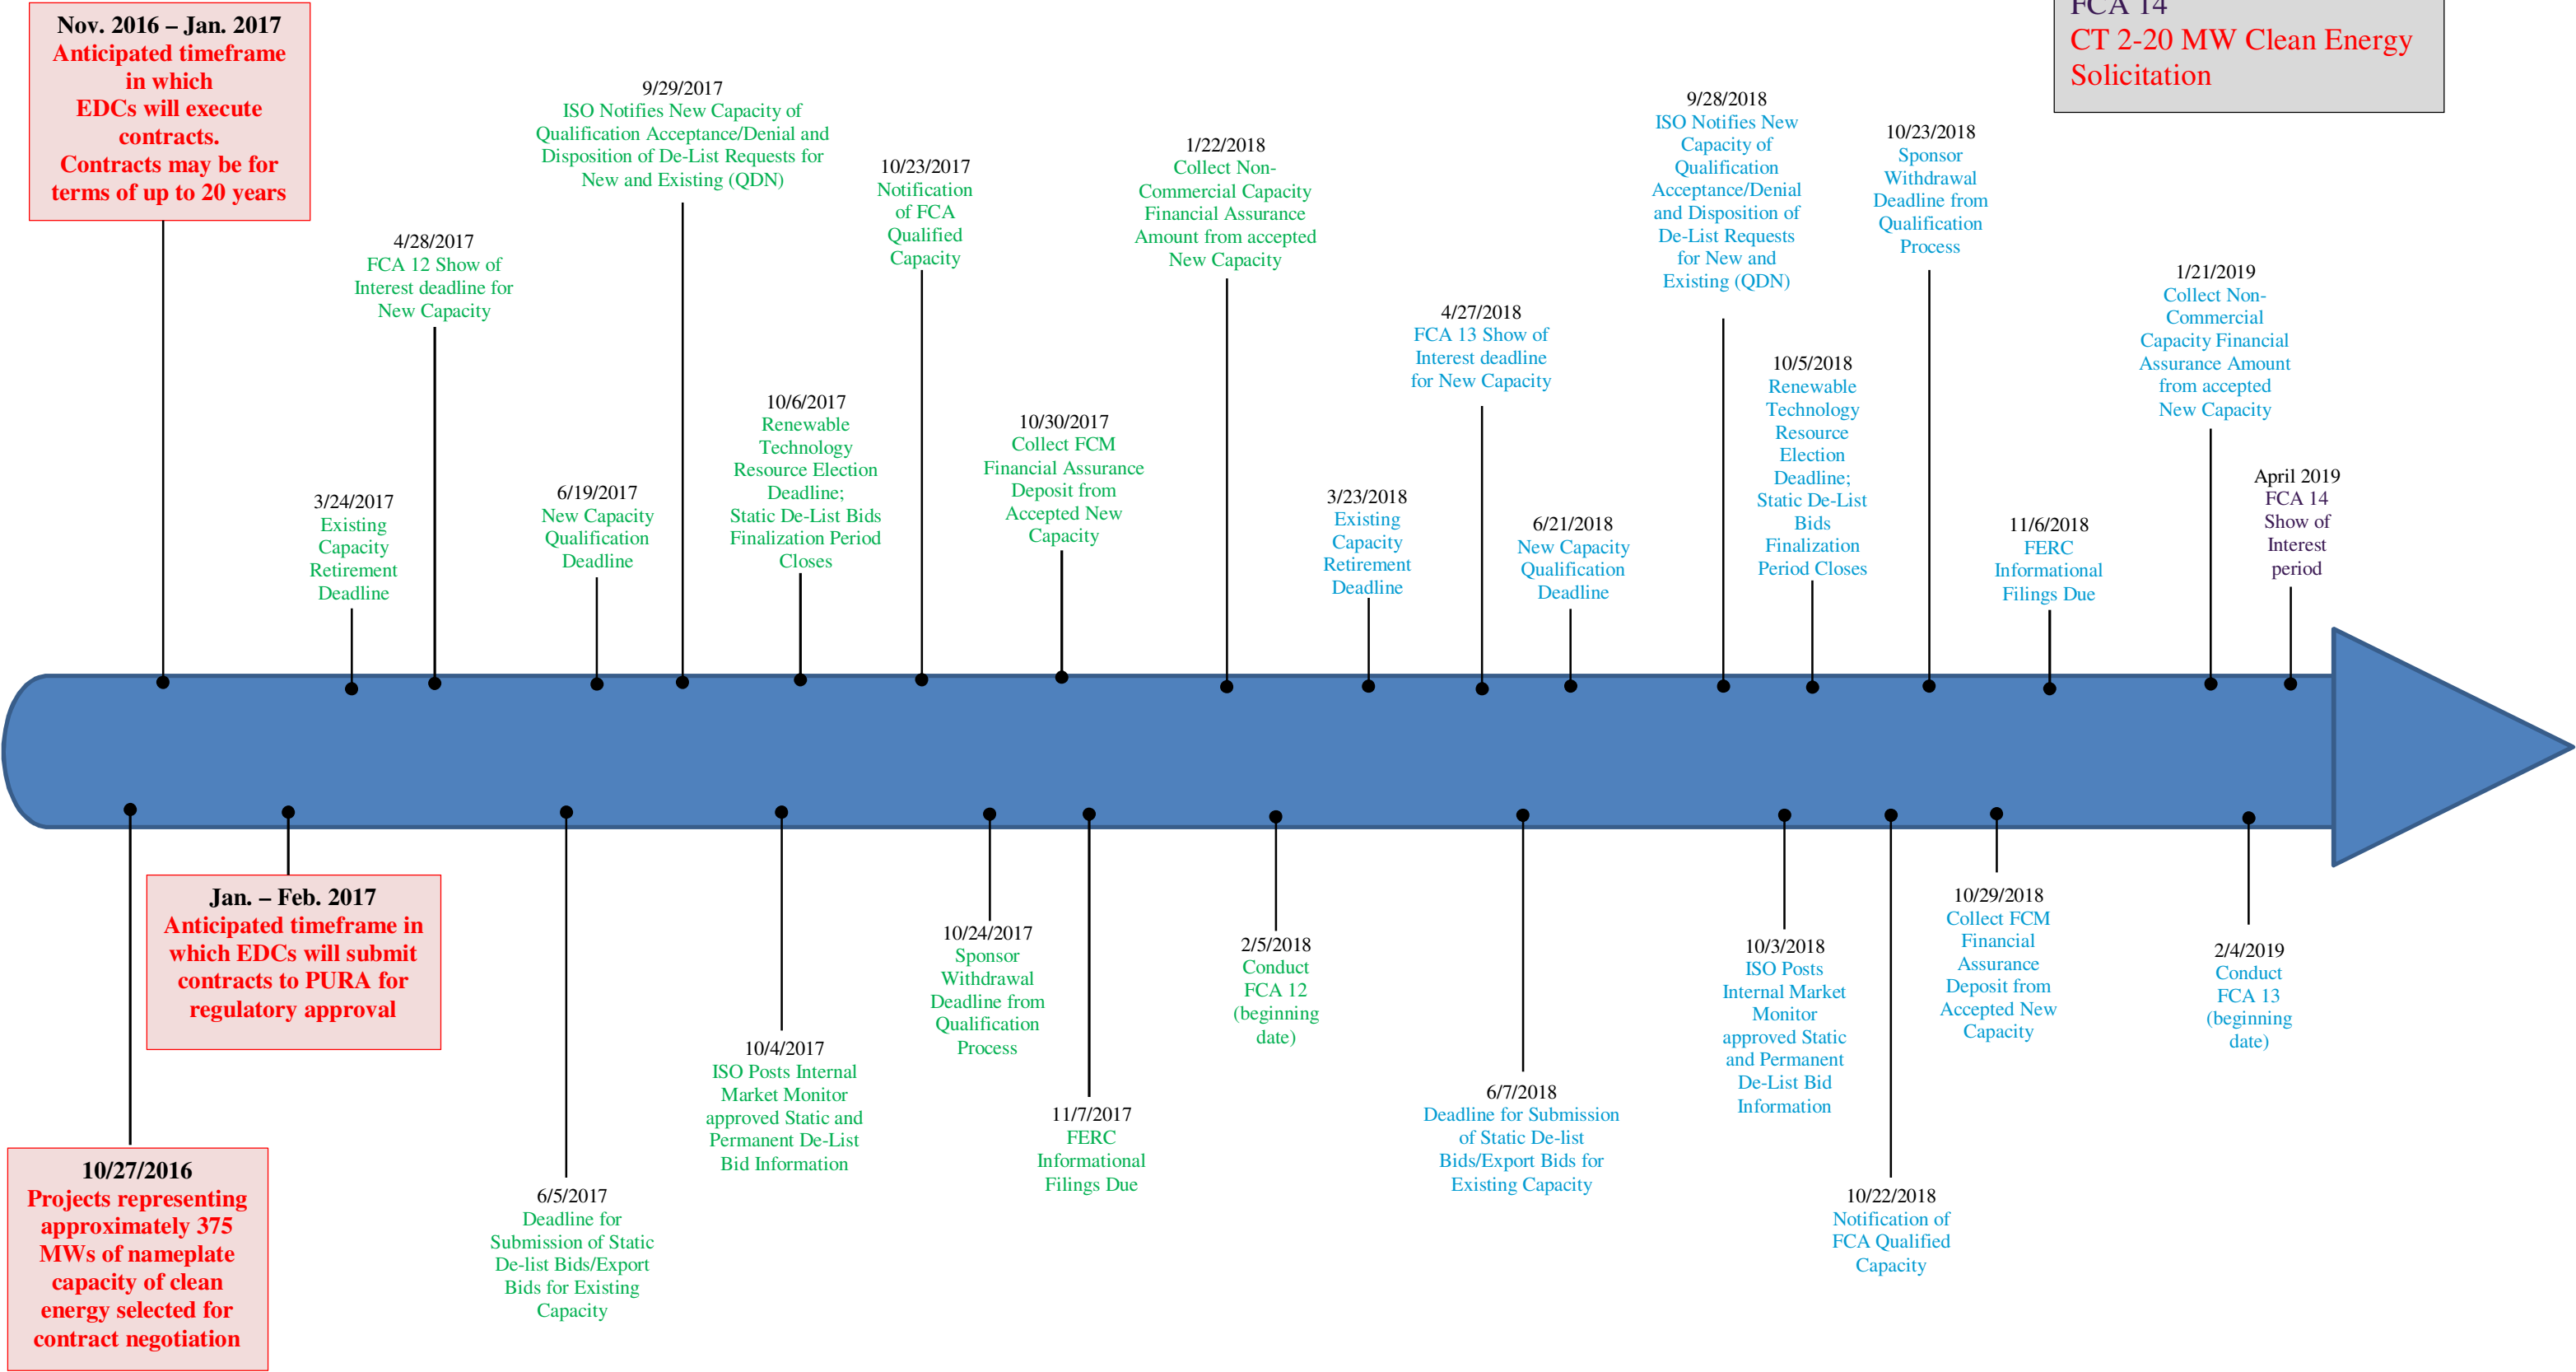 Nov. 2016 – Jan. 2017
Anticipated timeframe
in which
EDCs will execute
contracts.
Contracts may be for
terms of up to 20 years
FCA 14
CT 2-20 MW Clean Energy
Solicitation
3/24/2017
Existing
Capacity
Retirement
Deadline
4/28/2017
FCA 12 Show of
Interest deadline for
New Capacity
6/19/2017
New Capacity
Qualification
Deadline
9/29/2017
ISO Notifies New Capacity of
Qualification Acceptance/Denial and
Disposition of De-List Requests for
New and Existing (QDN)
10/6/2017
Renewable
Technology
Resource Election
Deadline;
Static De-List Bids
Finalization Period
Closes
10/23/2017
Notification
of FCA
Qualified
Capacity
10/30/2017
Collect FCM
Financial Assurance
Deposit from
Accepted New
Capacity
1/22/2018
Collect Non-
Commercial Capacity
Financial Assurance
Amount from accepted
New Capacity
3/23/2018
Existing
Capacity
Retirement
Deadline
4/27/2018
FCA 13 Show of
Interest deadline
for New Capacity
6/21/2018
New Capacity
Qualification
Deadline
9/28/2018
ISO Notifies New
Capacity of
Qualification
Acceptance/Denial
and Disposition of
De-List Requests
for New and
Existing (QDN)
10/5/2018
Renewable
Technology
Resource
Election
Deadline;
Static De-List
Bids
Finalization
Period Closes
10/23/2018
Sponsor
Withdrawal
Deadline from
Qualification
Process
11/6/2018
FERC
Informational
Filings Due
1/21/2019
Collect Non-
Commercial
Capacity Financial
Assurance Amount
from accepted
New Capacity
April 2019
FCA 14
Show of
Interest
period
10/27/2016
Projects representing
approximately 375
MWs of nameplate
capacity of clean
energy selected for
contract negotiation
Jan. – Feb. 2017
Anticipated timeframe in
which EDCs will submit
contracts to PURA for
regulatory approval
6/5/2017
Deadline for
Submission of Static
De-list Bids/Export
Bids for Existing
Capacity
10/4/2017
ISO Posts Internal
Market Monitor
approved Static and
Permanent De-List
Bid Information
10/24/2017
Sponsor
Withdrawal
Deadline from
Qualification
Process
11/7/2017
FERC
Informational
Filings Due
2/5/2018
Conduct
FCA 12
(beginning
date)
6/7/2018
Deadline for Submission
of Static De-list
Bids/Export Bids for
Existing Capacity
10/3/2018
ISO Posts
Internal Market
Monitor
approved Static
and Permanent
De-List Bid
Information
10/22/2018
Notification of
FCA Qualified
Capacity
10/29/2018
Collect FCM
Financial
Assurance
Deposit from
Accepted New
Capacity
2/4/2019
Conduct
FCA 13
(beginning
date)